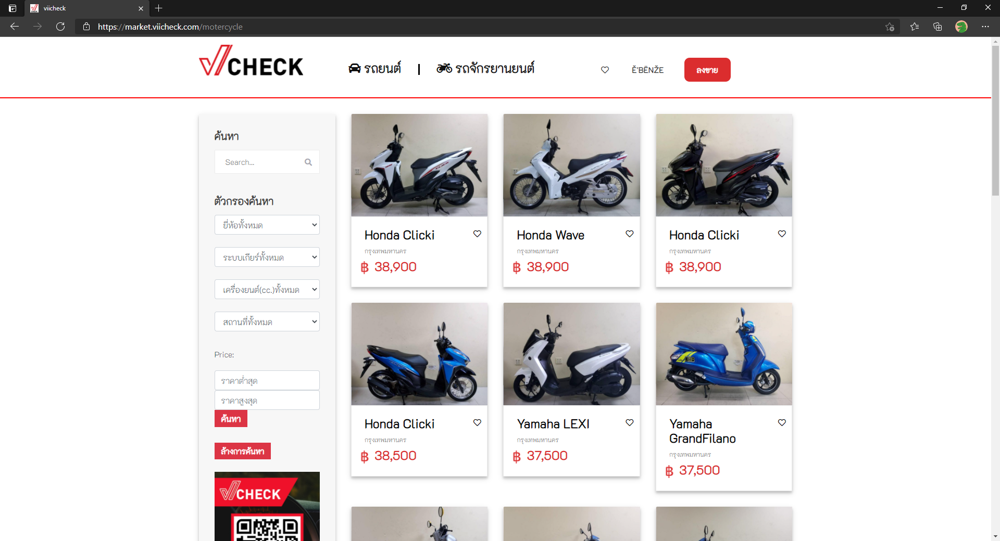 viicheck
https://market.viicheck.com/motercycle
CHECK
รถยนต์ | รถจักรยานยนต์
Ě'BËNŽE
ลงขาย
ค้นหา
Search...
ตัวกรองค้นหา
ยี่ห้อทั้งหมด
ระบบเกียร์ทั้งหมด
เครื่องยนต์(cc.)ทั้งหมด
สถานที่ทั้งหมด
Price:
ราคาต่ำสุด
ราคาสูงสุด
ค้นหา
ล้างการค้นหา
CHECK
Honda Clicki
กรุงเทพมหานคร
฿ 38,900
Honda Wave
กรุงเทพมหานคร
฿ 38,900
Honda Clicki
กรุงเทพมหานคร
฿ 38,900
Honda Clicki
กรุงเทพมหานคร
฿ 38,500
Yamaha LEXI
กรุงเทพมหานคร
฿ 37,500
Yamaha
GrandFilano
กรุงเทพมหานคร
฿ 37,500